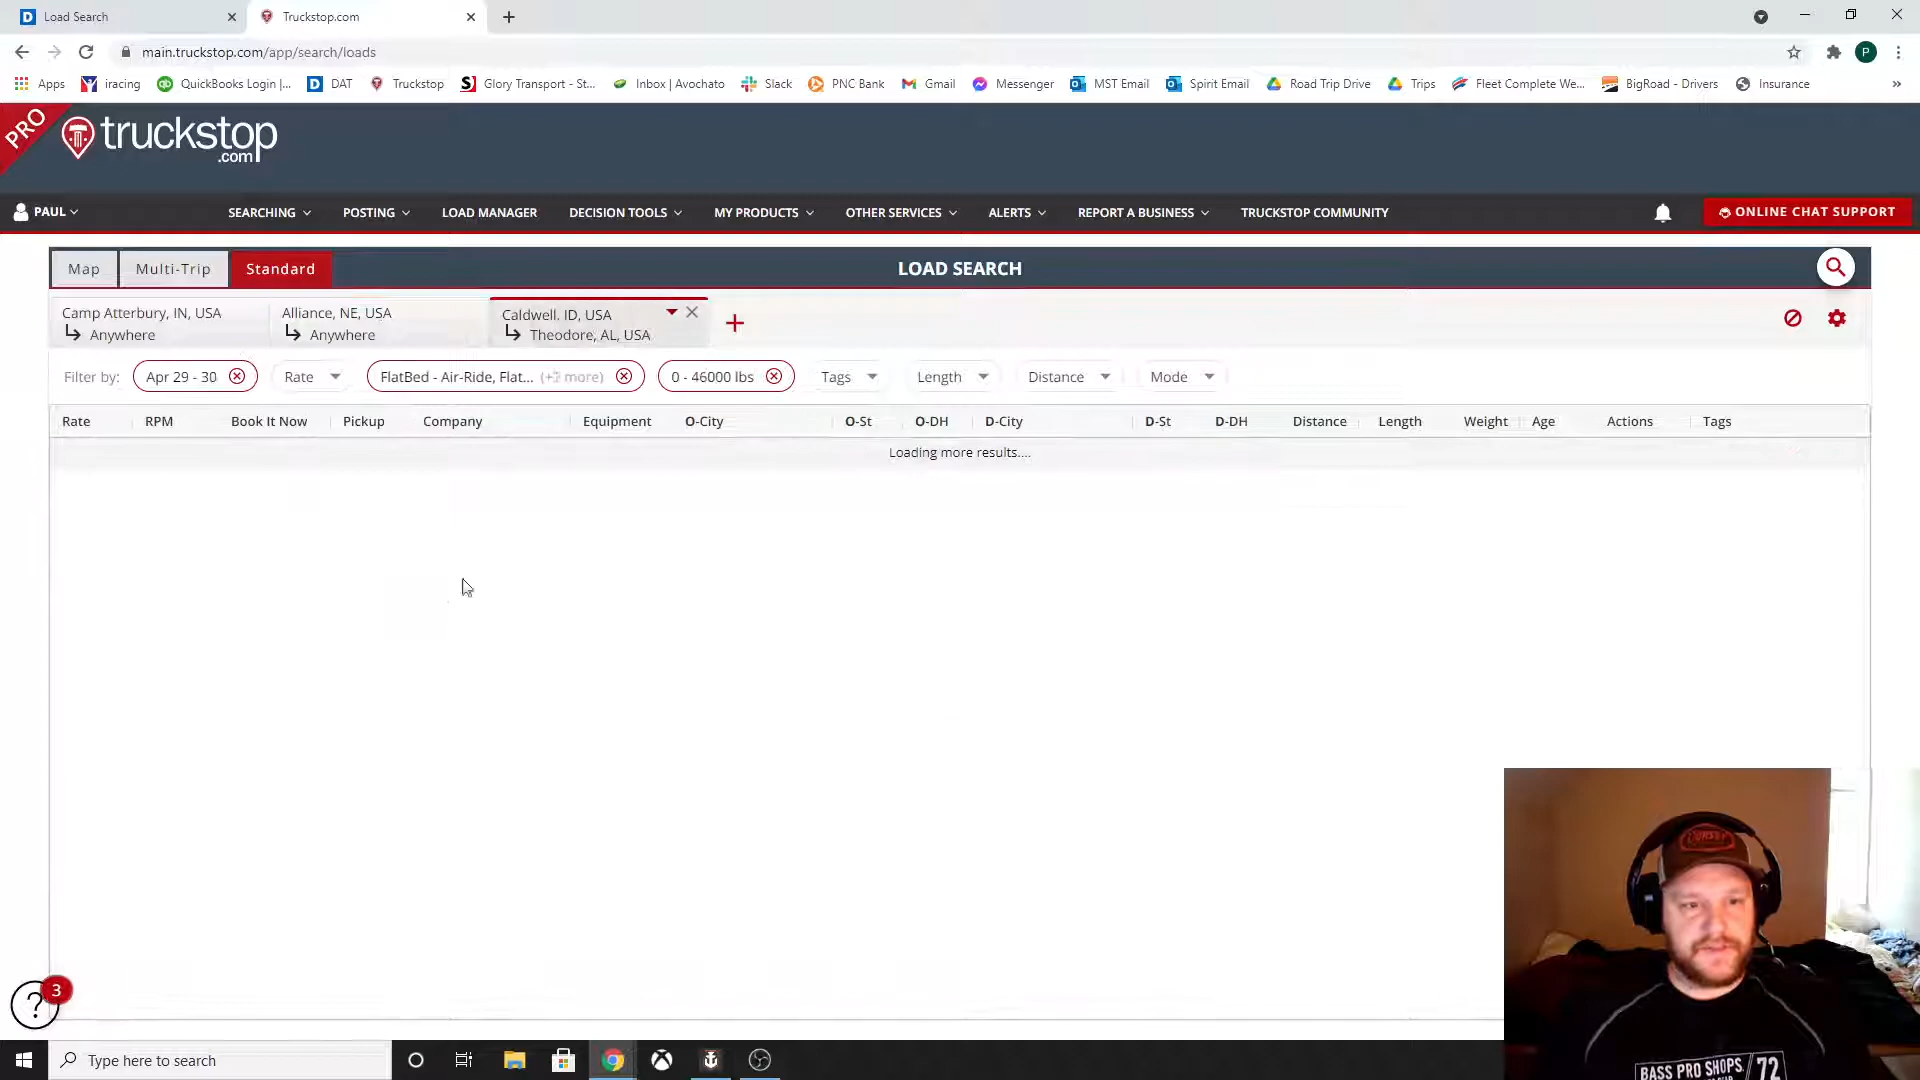 Load Search
Truckstop.com
main.truckstop.com/app/search/loads
P
Apps
iracing
QuickBooks Login |...
DAT
Truckstop
Glory Transport - St...
Inbox | Avochato
Slack
PNC Bank
Gmail
Messenger
MST Email
Spirit Email
Road Trip Drive
Trips
Fleet Complete We...
BigRoad - Drivers
Insurance
»
PRO
truckstop
.com
PAUL
SEARCHING
POSTING
LOAD MANAGER
DECISION TOOLS
MY PRODUCTS
OTHER SERVICES
ALERTS
REPORT A BUSINESS
TRUCKSTOP COMMUNITY
ONLINE CHAT SUPPORT
Map
Multi-Trip
Standard
LOAD SEARCH
Camp Atterbury, IN, USA
Anywhere
Alliance, NE, USA
Anywhere
Caldwell, ID, USA
Theodore, AL, USA
Filter by:
Apr 29 - 30
Rate
FlatBed - Air-Ride, Flat... (+2 more)
0 - 46000 lbs
Tags
Length
Distance
Mode
Rate
RPM
Book It Now
Pickup
Company
Equipment
O-City
O-St
O-DH
D-City
D-St
D-DH
Distance
Length
Weight
Age
Actions
Tags
Loading more results....
3
?
Type here to search
BASS PRO SHOPS 72